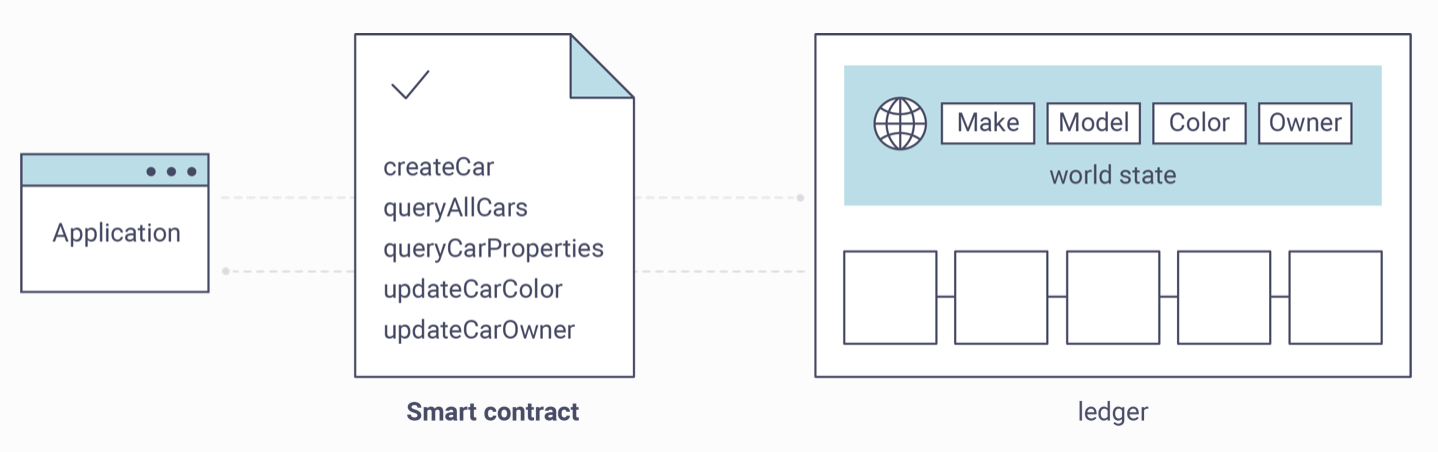 Application
createCar
queryAllCars
queryCarProperties
updateCarColor
updateCarOwner
Smart contract
Make Model Color Owner
world state
ledger